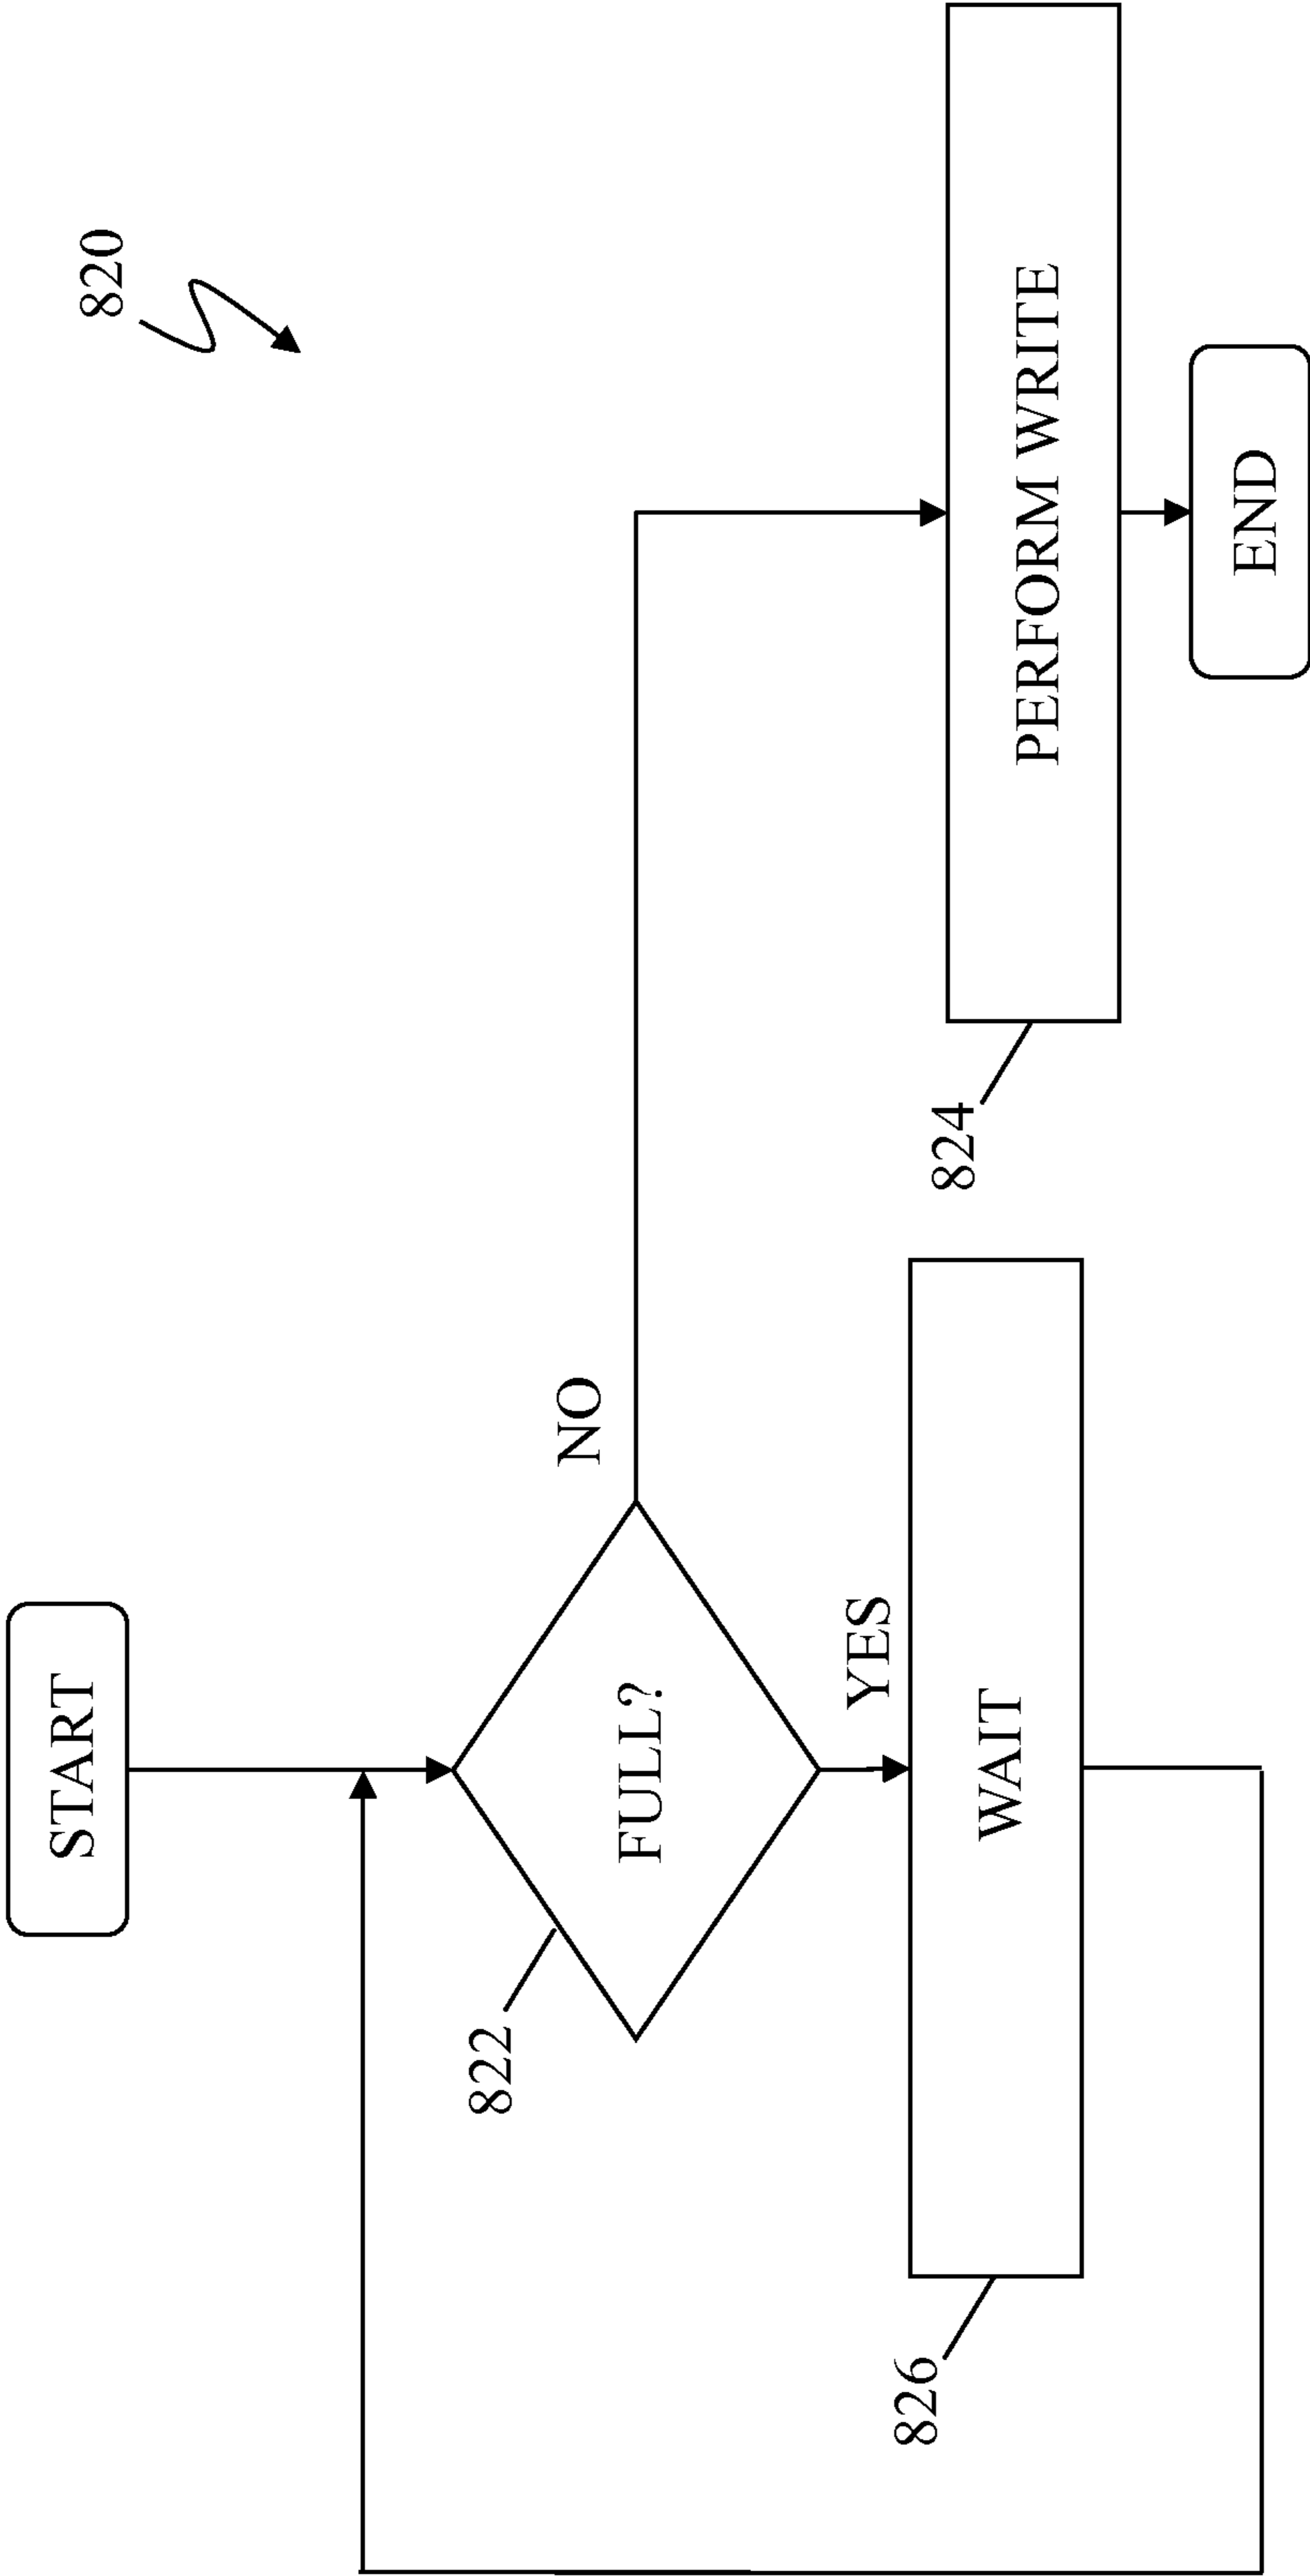 820
START
822
FULL?
NO
YES
826
WAIT
824
PERFORM WRITE
END